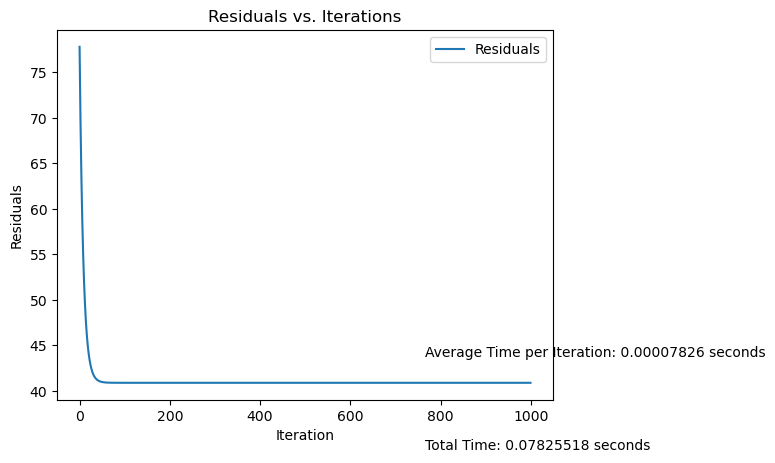 Residuals vs. Iterations
Residuals
75
70
65
60
55
50
45
40
Residuals
Average Time per Iteration: 0.00007826 seconds
0 200 400 600 800 1000
Iteration
Total Time: 0.07825518 seconds